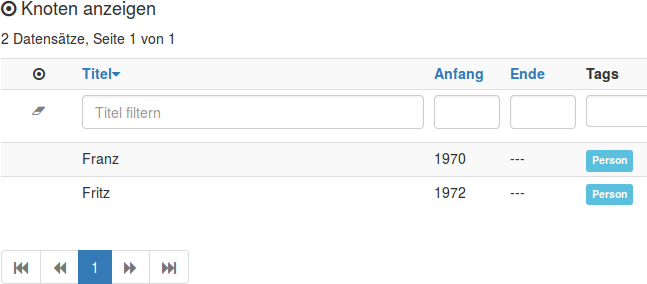 Knoten anzeigen
2 Datensätze, Seite 1 von 1
Titel Anfang Ende Tags
Titel filtern
Franz 1970 --- Person
Fritz 1972 --- Person
1